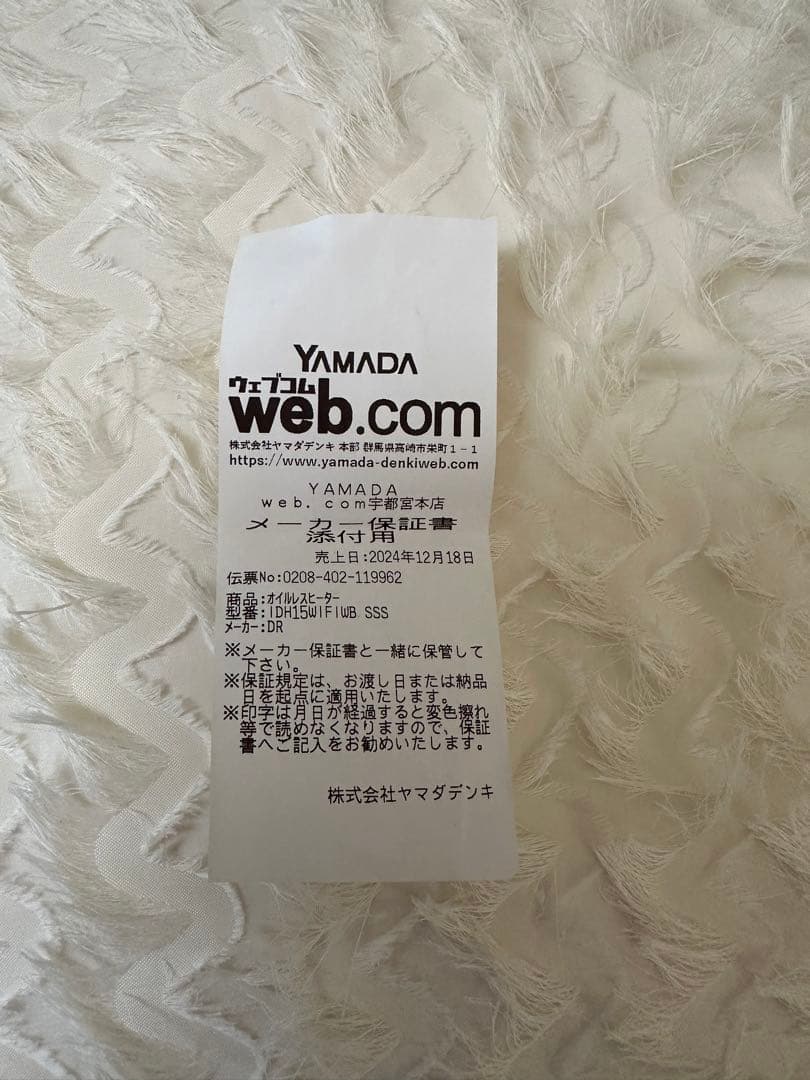 YAMADA
ウェブコム
web.com
株式会社ヤマダデンキ 本部 群馬県高崎市栄町1-1
https://www.yamada-denkiweb.com
YAMADA
web.com宇都宮本店
メーカー保証書
添付用
売上日:2024年12月18日
伝票No:0208-402-119962
商品:オイルレスヒーター
型番:IDH15WIFIWB SSS
メーカー:DR
※メーカー保証書と一緒に保管して
下さい。
※保証規定は、お渡し日または納品
日を起点に適用いたします。
※印字は月日が経過すると変色擦れ
等で読めなくなりますので、保証
書へご記入をお勧めいたします。
株式会社ヤマダデンキ